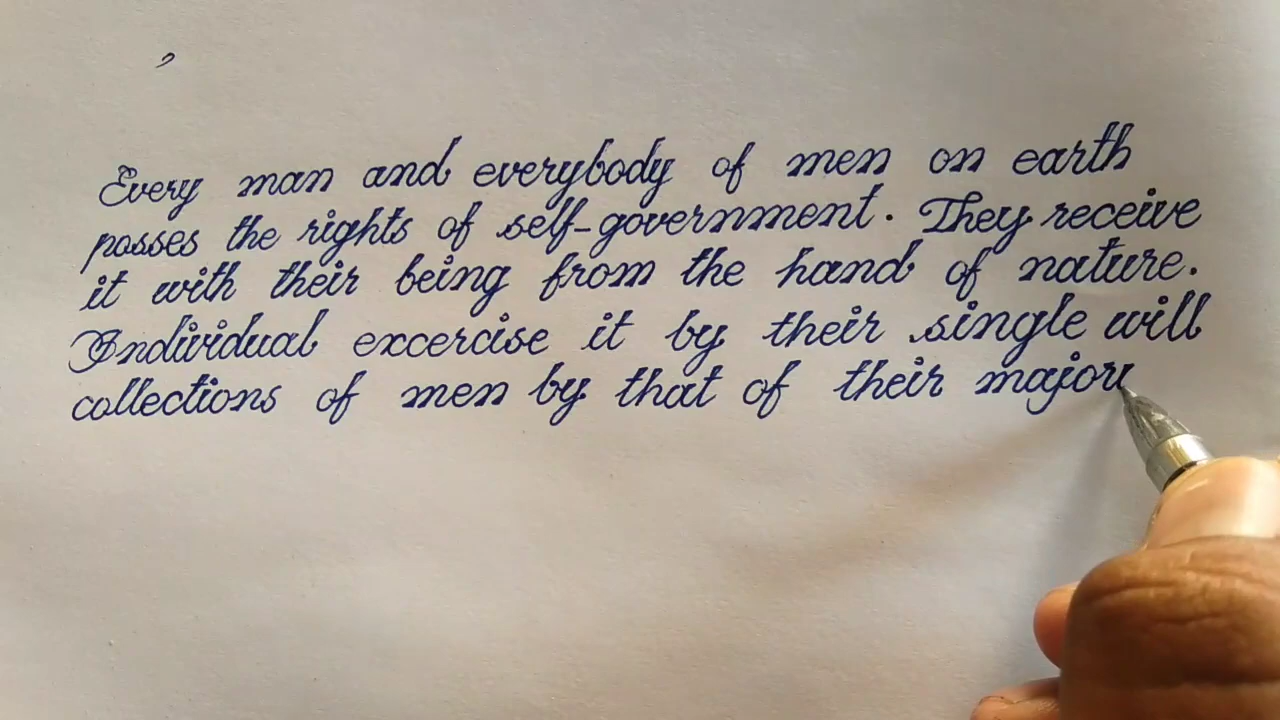 Every man and everybody of men on earth
posses the rights of self-government. They receive
it with their being from the hand of nature.
Individual excercise it by their single will
collections of men by that of their majori